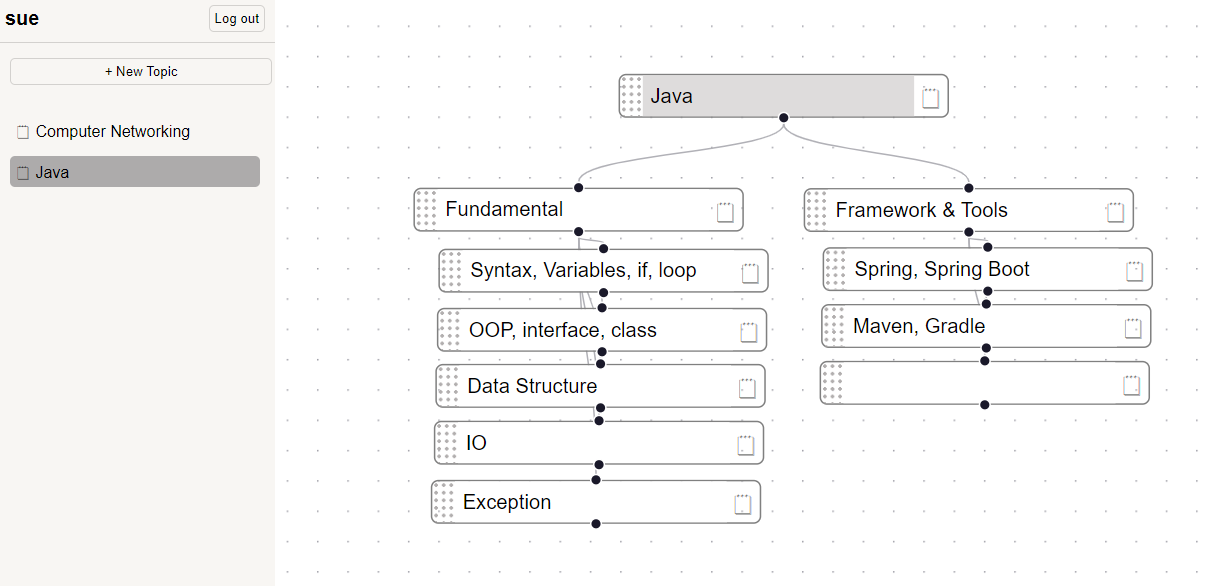 sue
Log out
+ New Topic
Computer Networking
Java
Java
Fundamental
Syntax, Variables, if, loop
OOP, interface, class
Data Structure
IO
Exception
Framework & Tools
Spring, Spring Boot
Maven, Gradle